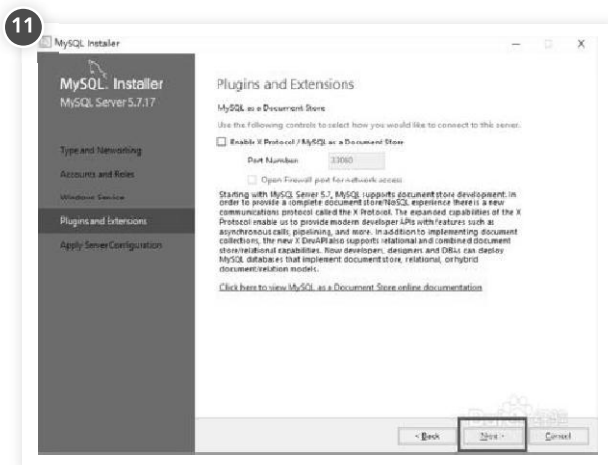 11
MySQL Installer
MySQL. Installer
MySQL Server 5.7.17
Type and Networking
Accounts and Roles
Windows Service
Plugins and Extensions
Apply Server Configuration
Plugins and Extensions
MySQL as a Document Store
Use the following controls to select how you would like to connect to this server.
Enable X Protocol / MySQL as a Document Store
Port Number: 33060
Open Firewall port for network access
Starting with MySQL Server 5.7, MySQL supports document store development. In
order to provide a complete document store/NoSQL experience there is a new
communications protocol called the X Protocol. The expanded capabilities of the X
Protocol enable us to provide modern developer APIs with features such as
asynchronous calls, pipelining, and more. In addition to implementing document
collections, the new X DevAPI also supports relational and combined document
store/relational capabilities. Now developers, designers and DBAs can deploy
MySQL databases that implement document store, relational, or hybrid
document/relation models.
Click here to view MySQL as a Document Store online documentation
< Back
Next >
Cancel